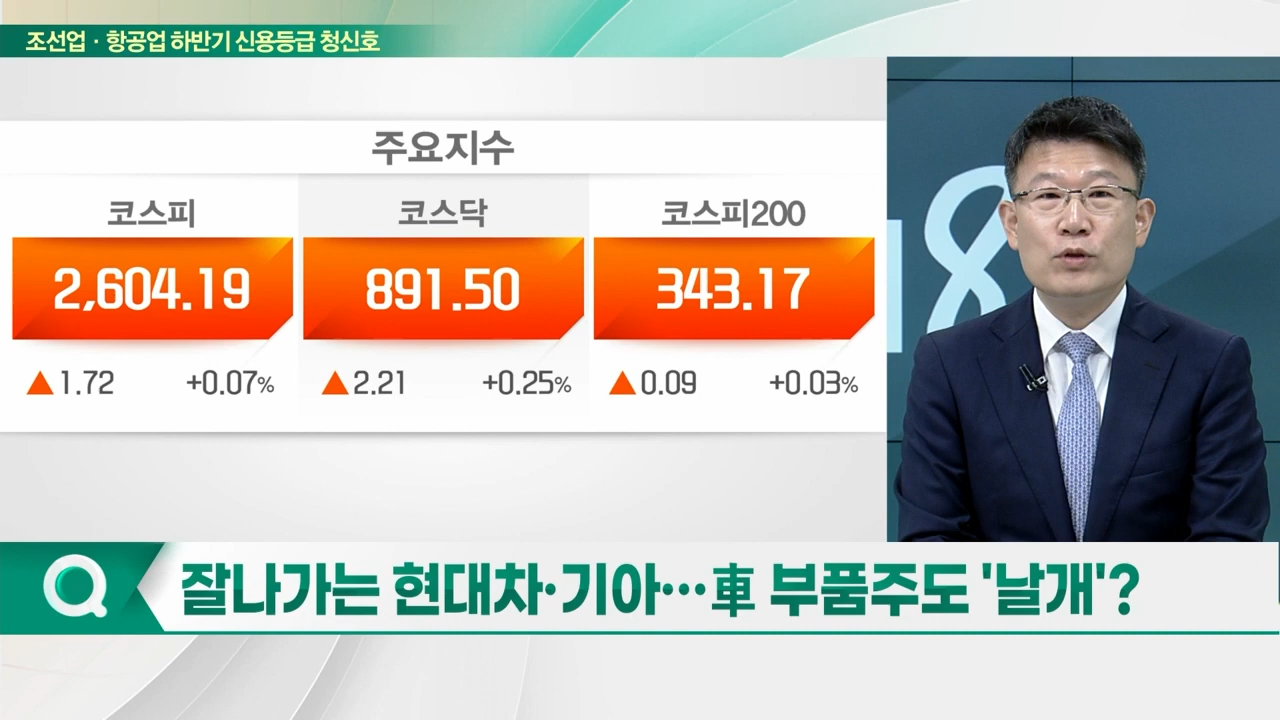 조선업 · 항공업 하반기 신용등급 청신호
주요지수
코스피 코스닥 코스피200
2,604.19 891.50 343.17
▲1.72 +0.07% ▲2.21 +0.25% ▲0.09 +0.03%
잘나가는 현대차·기아…車 부품주도 '날개'?